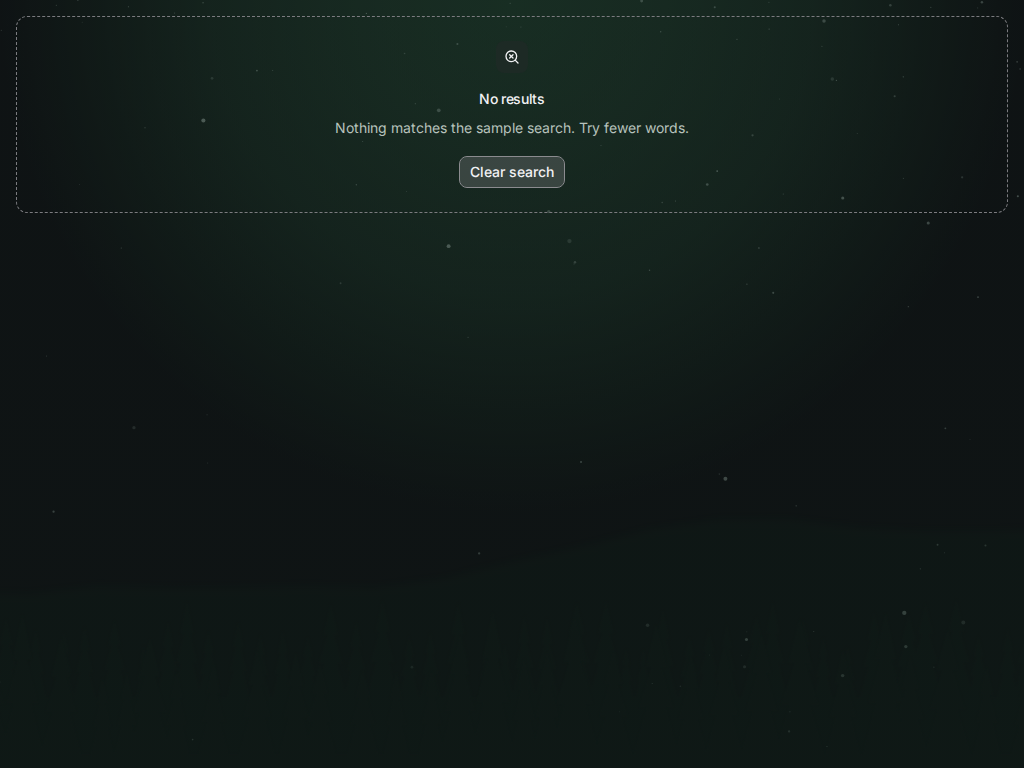 No results
Nothing matches the sample search. Try fewer words.
Clear search